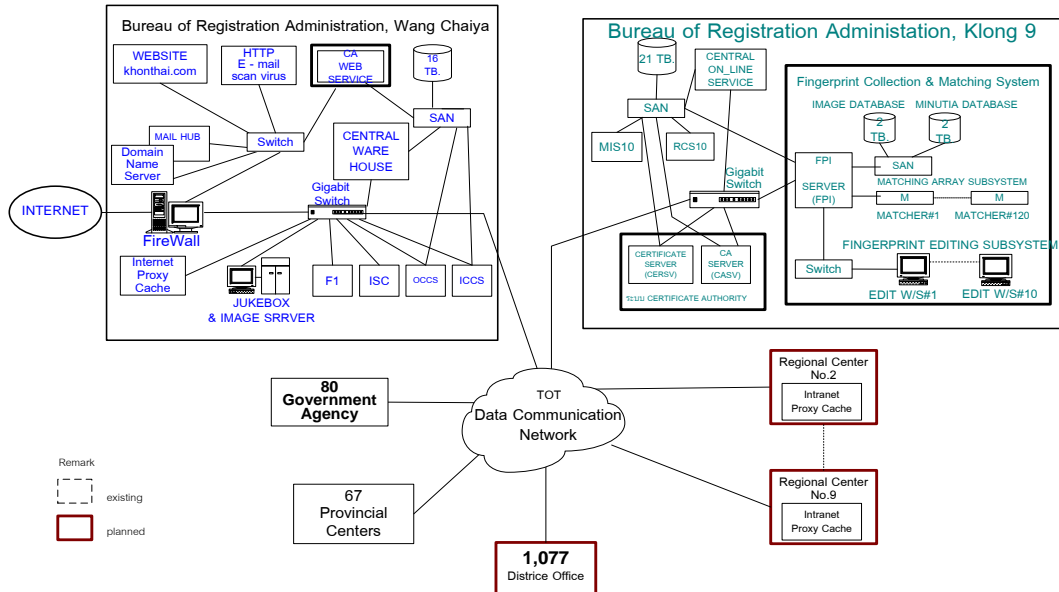 Bureau of Registration Administration, Wang Chaiya
WEBSITE
khonthai.com
HTTP
E - mail
scan virus
CA
WEB
SERVICE
16
TB.
SAN
MAIL HUB
Switch
Domain
Name
Server
CENTRAL
WARE
HOUSE
INTERNET
FireWall
Gigabit
Switch
Internet
Proxy
Cache
JUKEBOX
& IMAGE SRRVER
F1
ISC
OCCS
ICCS
Bureau of Registration Administation, Klong 9
21 TB.
CENTRAL
ON_LINE
SERVICE
SAN
MIS10
RCS10
Gigabit
Switch
CERTIFICATE
SERVER
(CERSV)
CA
SERVER
(CASV)
ระบบ CERTIFICATE AUTHORITY
Fingerprint Collection & Matching System
IMAGE DATABASE
MINUTIA DATABASE
2
TB.
2
TB.
SAN
FPI
SERVER
(FPI)
MATCHING ARRAY SUBSYSTEM
M
M
MATCHER#1
MATCHER#120
FINGERPRINT EDITING SUBSYSTEM
Switch
EDIT W/S#1
EDIT W/S#10
TOT
Data Communication
Network
80
Government
Agency
67
Provincial
Centers
1,077
Districe Office
Regional Center
No.2
Intranet
Proxy Cache
Regional Center
No.9
Intranet
Proxy Cache
Remark
existing
planned